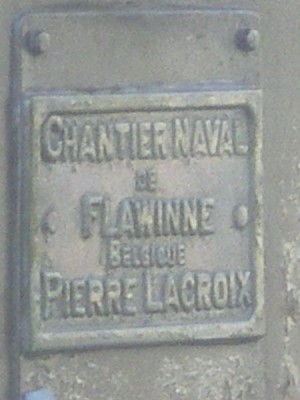 CHANTIER NAVAL
DE
FLAWINNE
BELGIQUE
PIERRE LACROIX